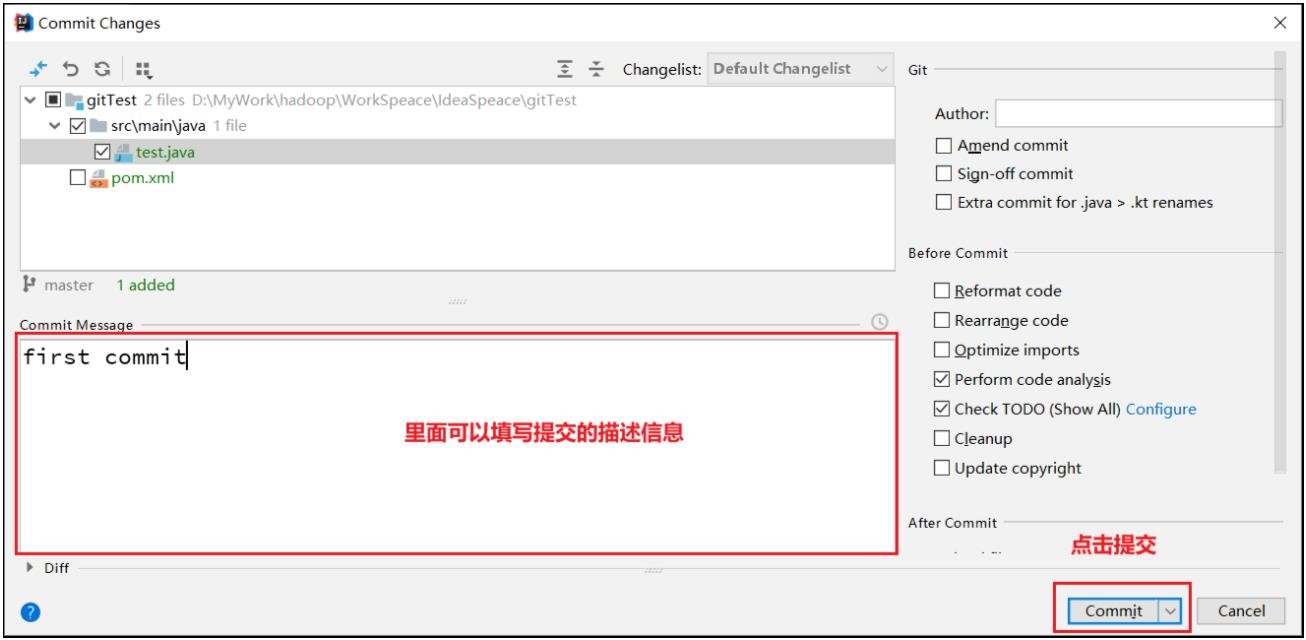 Commit Changes
Changelist: Default Changelist
gitTest 2 files D:\MyWork\hadoop\WorkSpeace\IdeaSpeace\gitTest
src\main\java 1 file
test.java
pom.xml
master 1 added
Commit Message
first commit
里面可以填写提交的描述信息
Diff
Git
Author:
Amend commit
Sign-off commit
Extra commit for .java > .kt renames
Before Commit
Reformat code
Rearrange code
Optimize imports
Perform code analysis
Check TODO (Show All) Configure
Cleanup
Update copyright
After Commit
点击提交
Commit
Cancel